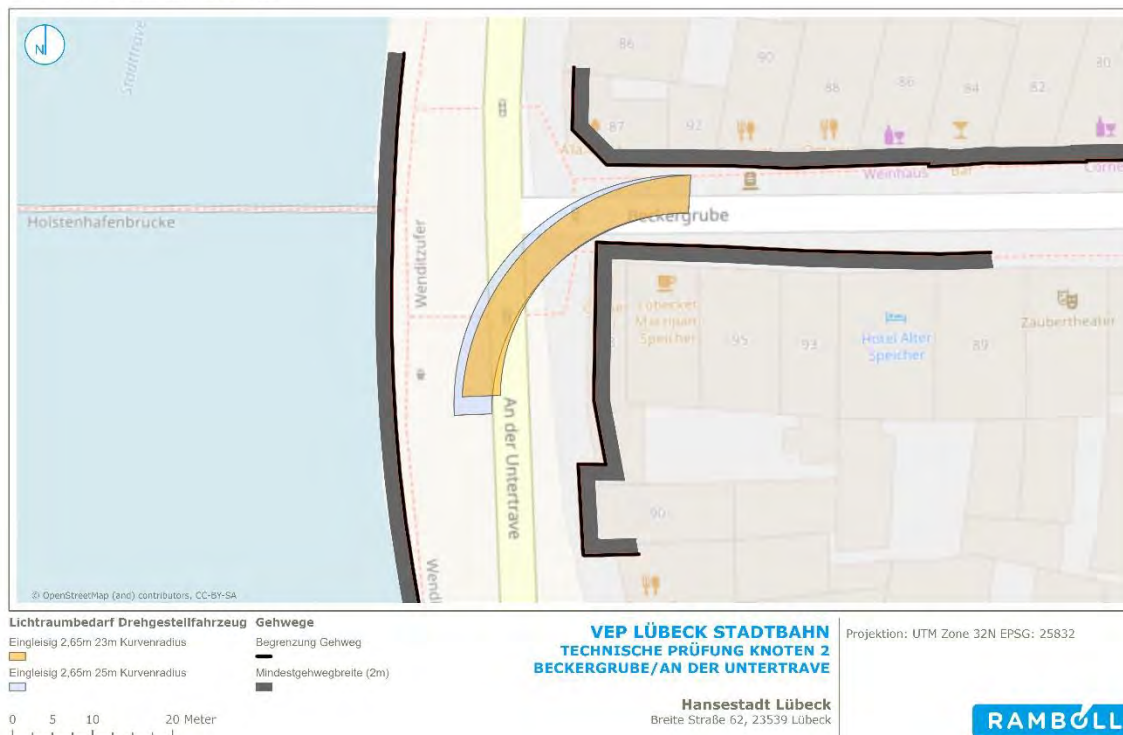 Stadttrave
N
86
90
88
86
84
82
80
87
92
Weinhaus
Bar
Holstenhafenbrücke
Wenditzufer
Beckergrube
Lübecker
Marzipan
Speicher
95
93
Hotel Alter
Speicher
89
Zaubertheater
An der Untertrave
90
Wendi
© OpenStreetMap (and) contributors, CC-BY-SA
Lichtraumbedarf Drehgestellfahrzeug
Eingleisig 2,65m 23m Kurvenradius
Eingleisig 2,65m 25m Kurvenradius
0 5 10 20 Meter
Gehwege
Begrenzung Gehweg
Mindestgehwegbreite (2m)
VEP LÜBECK STADTBAHN
TECHNISCHE PRÜFUNG KNOTEN 2
BECKERGRUBE/AN DER UNTERTRAVE
Hansestadt Lübeck
Breite Straße 62, 23539 Lübeck
Projektion: UTM Zone 32N EPSG: 25832
RAMBOLL